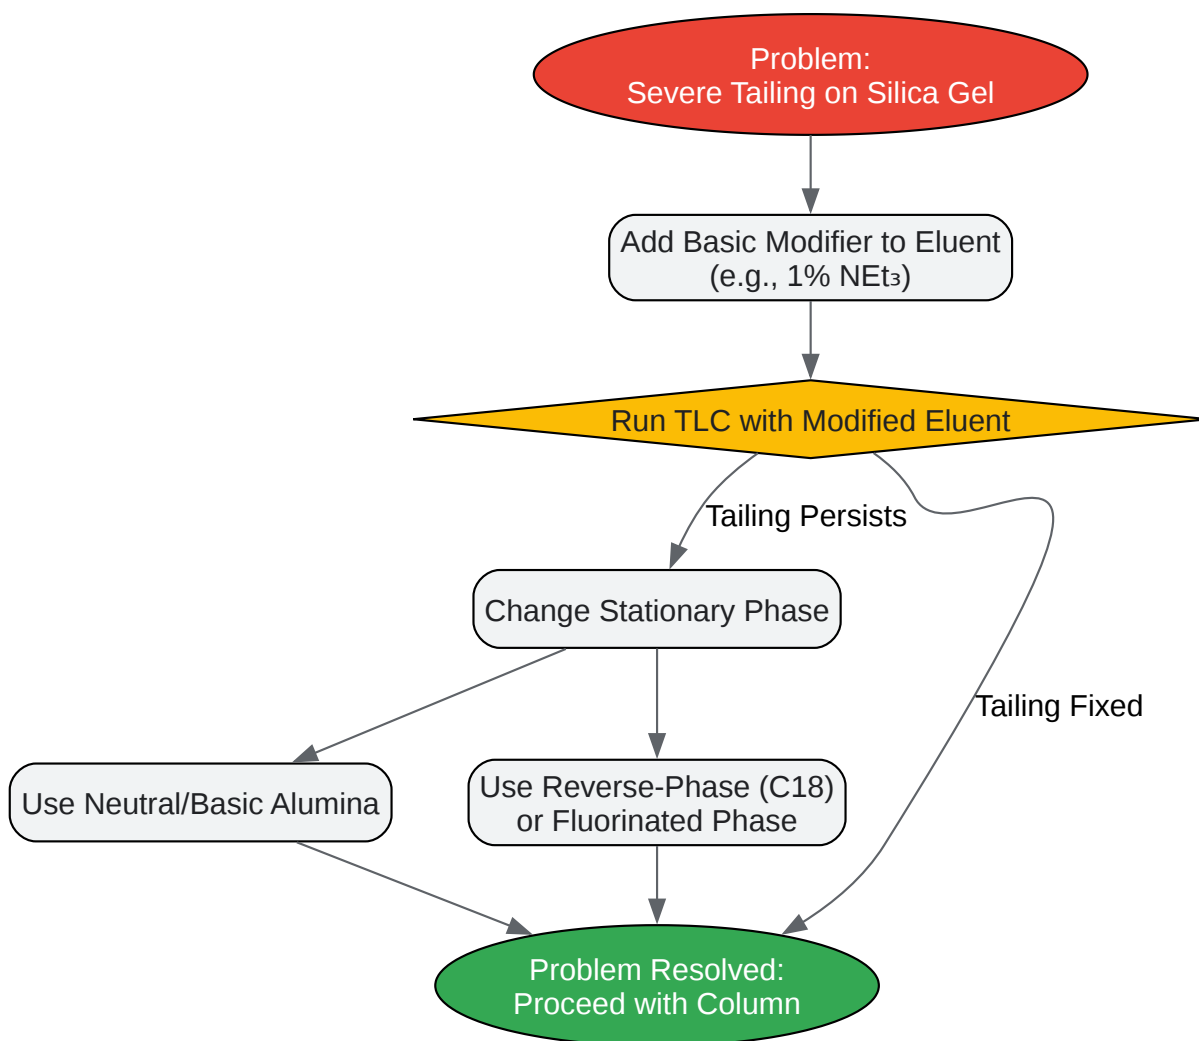 Problem:
Severe Tailing on Silica Gel
Add Basic Modifier to Eluent
(e.g., 1% NEt₃)
Run TLC with Modified Eluent
Tailing Persists
Change Stationary Phase
Tailing Fixed
Use Neutral/Basic Alumina
Use Reverse-Phase (C18)
or Fluorinated Phase
Problem Resolved:
Proceed with Column